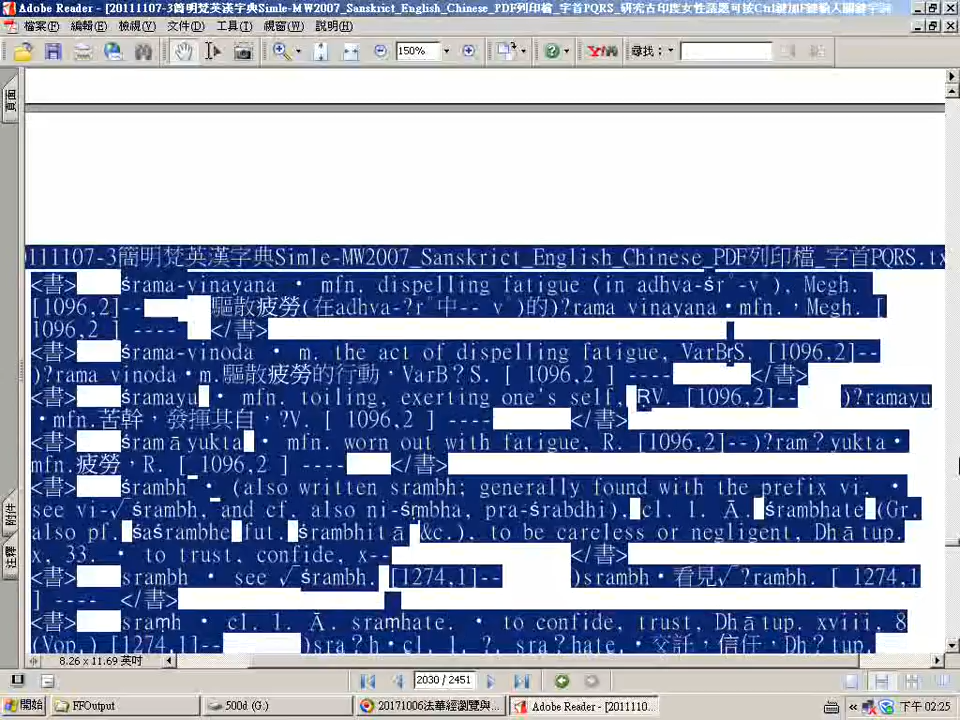 Adobe Reader - [20111107-3簡明梵英漢字典Simle-MW2007_Sanskrict_English_Chinese_PDF列印檔_字首PQRS_研究古印度女性議題可按Ctrl鍵加F鍵輸入關鍵字詞
檔案(F) 編輯(E) 檢視(V) 文件(D) 工具(T) 視窗(W) 說明(H)
150% Y! 尋找：
頁面
111107-3簡明梵英漢字典Simle-MW2007_Sanskrict_English_Chinese_PDF列印檔_字首PQRS.tx
<書> śrama-vinayana • mfn. dispelling fatigue (in adhva-śr°-v°), Megh.
[1096,2]-- 驅散疲勞(在adhva-?r°中-- v°)的)?rama vinayana•mfn.，Megh. [
1096,2 ] ---- </書>
<書> śrama-vinoda • m. the act of dispelling fatigue, VarBṛS. [1096,2]--
)?rama vinoda•m.驅散疲勞的行動，VarB？S. [ 1096,2 ] ---- </書>
<書> śramayu • mfn. toiling, exerting one's self, ṚV. [1096,2]-- )?ramayu
•mfn.苦幹，發揮其自，?V. [ 1096,2 ] ---- </書>
<書> śramāyukta • mfn. worn out with fatigue, R. [1096,2]--)?ram？yukta•
mfn.疲勞，R. [ 1096,2 ] ---- </書>
<書> śrambh • (also written srambh; generally found with the prefix vi. •
see vi-√śrambh, and cf. also ni-śṛmbha, pra-śrabdhi), cl. 1. Ā. śrambhate (Gr.
also pf. śaśrambhe fut. śrambhitā &c.), to be careless or negligent, Dhātup.
x, 33. • to trust, confide, x-- </書>
<書> srambh • see √śrambh. [1274,1]-- )srambh•看見√?rambh. [ 1274,1
] ---- </書>
<書> sraṃh • cl. 1. Ā. sraṃhate. • to confide, trust, Dhātup. xviii, 8
(Vop.) [1274,1]-- )sra?h•cl. 1. ?. sra?hate.•交託，信任，Dh？tup.
附件
註釋
8.26 x 11.69 英吋
2030 / 2451
開始 FFOutput 500d (G:) 20171006法華經瀏覽與... Adobe Reader - [2011110... 下午 02:25